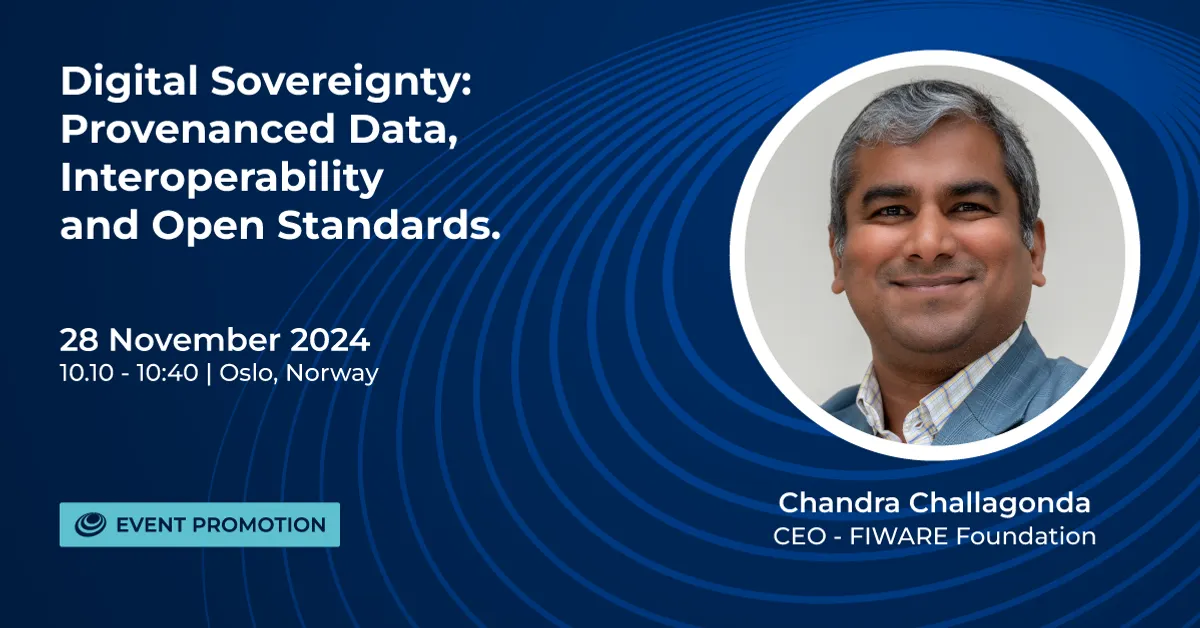 Digital Sovereignty:
Provenanced Data,
Interoperability
and Open Standards.
28 November 2024
10.10 - 10:40 | Oslo, Norway
EVENT PROMOTION
Chandra Challagonda
CEO - FIWARE Foundation